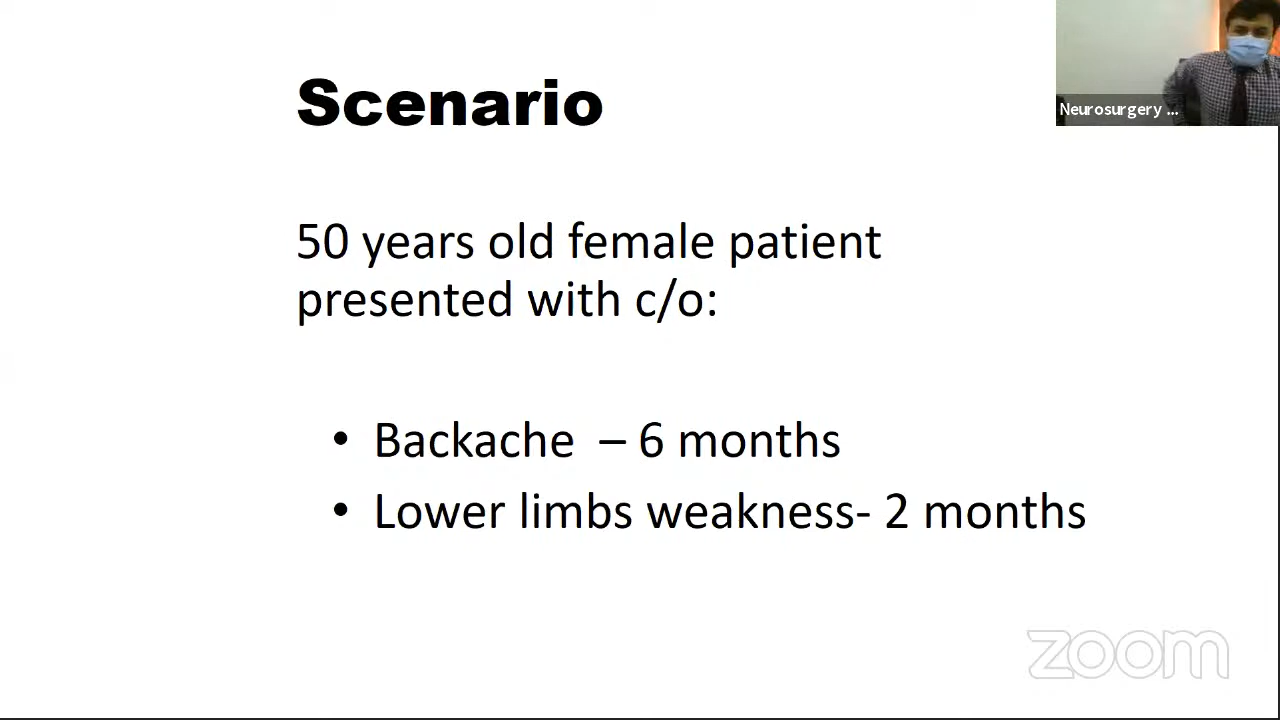 Scenario
Neurosurgery ...
50 years old female patient
presented with c/o:
• Backache – 6 months
• Lower limbs weakness- 2 months
zoom